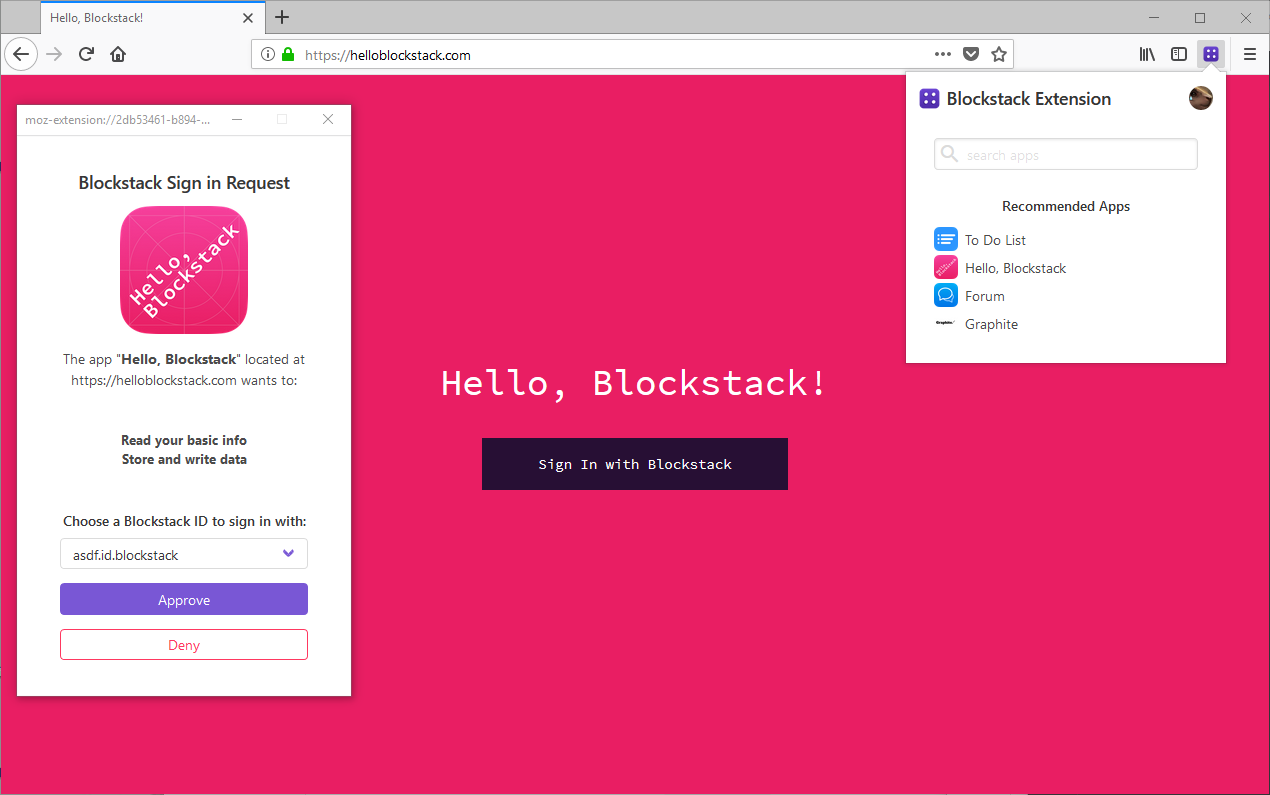 Hello, Blockstack!
https://helloblockstack.com
moz-extension://2db53461-b894-...
Blockstack Sign in Request
Hello,
Blockstack
The app "Hello, Blockstack" located at
https://helloblockstack.com wants to:
Read your basic info
Store and write data
Choose a Blockstack ID to sign in with:
asdf.id.blockstack
Approve
Deny
Hello, Blockstack!
Sign In with Blockstack
Blockstack Extension
search apps
Recommended Apps
To Do List
Hello, Blockstack
Forum
Graphite
Graphite